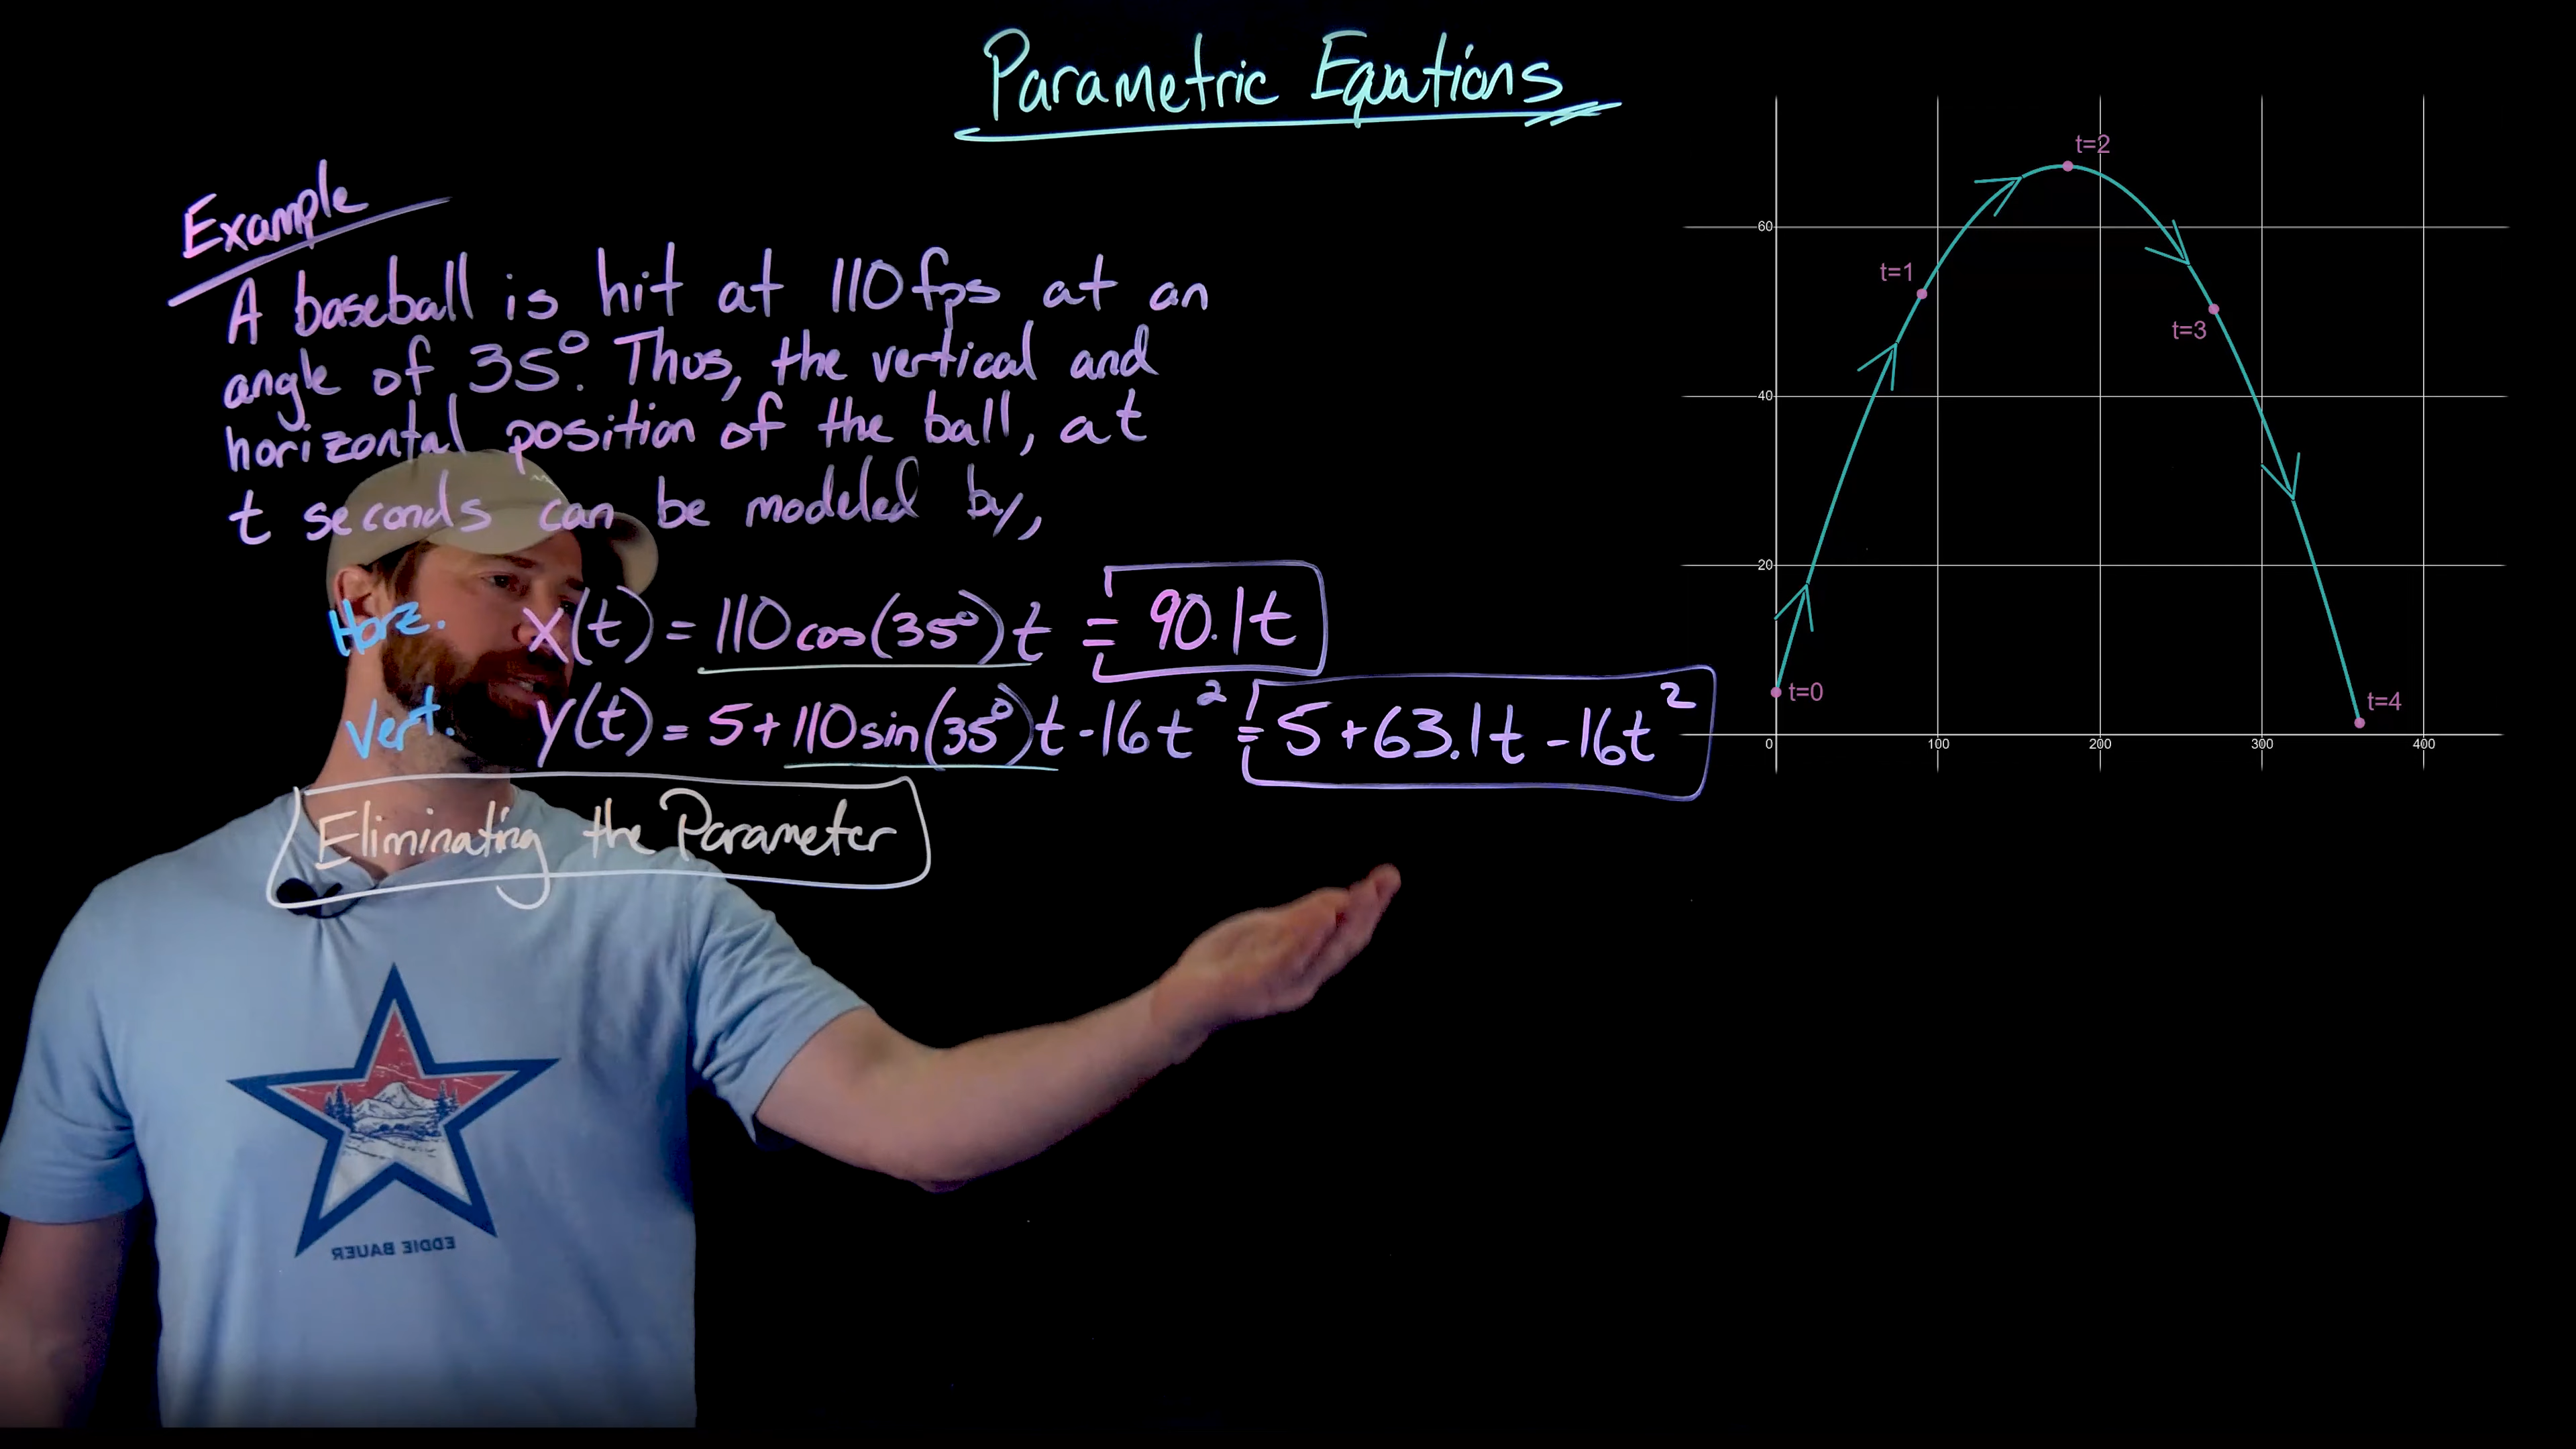 Parametric Equations
Example
A baseball is hit at 110fps at an
angle of 35°. Thus, the vertical and
horizontal position of the ball, at
t seconds can be modeled by,
Horz. x(t) = 110cos(35°)t = 90.1t
Vert. y(t) = 5+110sin(35°)t -16t² = 5+63.1t -16t²
Eliminating the Parameter
EDDIE BAUER
t=2
60
t=1
t=3
40
20
t=0
t=4
0 100 200 300 400